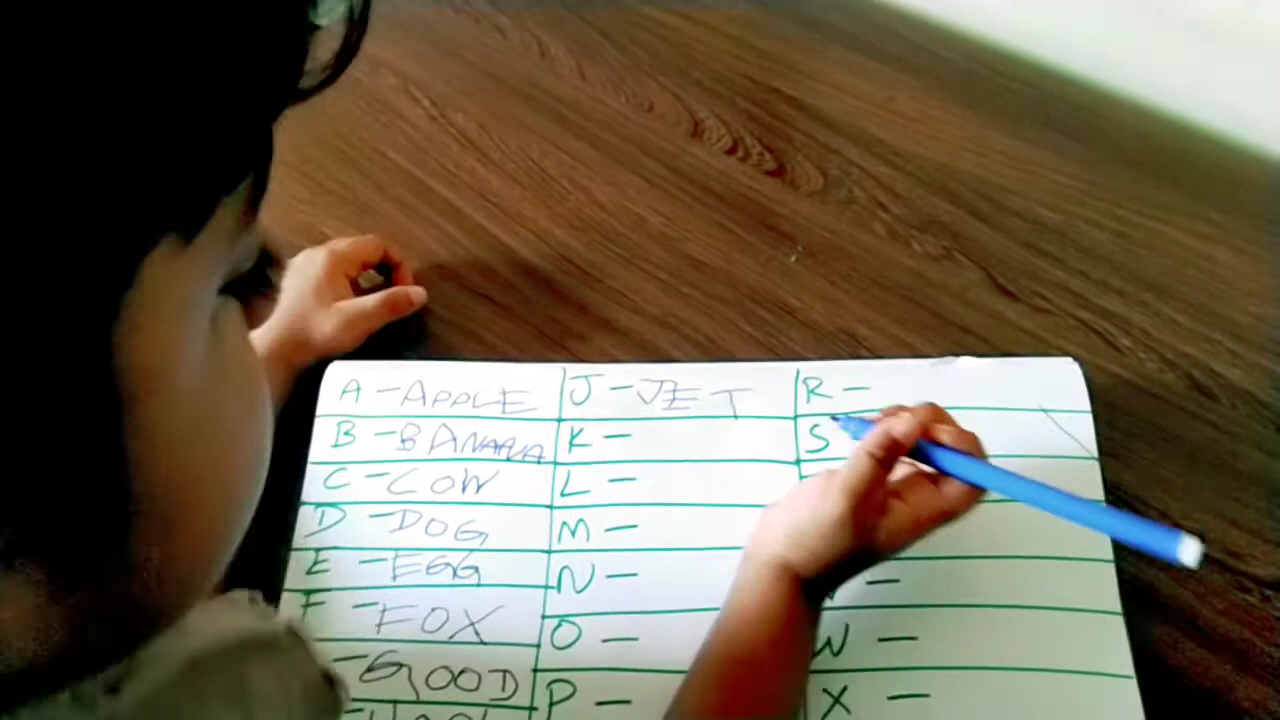 A - APPLE
B - BANANA
C - COW
D - DOG
E - EGG
F - FOX
- GOOD
J - JET
K -
L -
M -
N -
O -
P -
R -
S
-
W -
X -